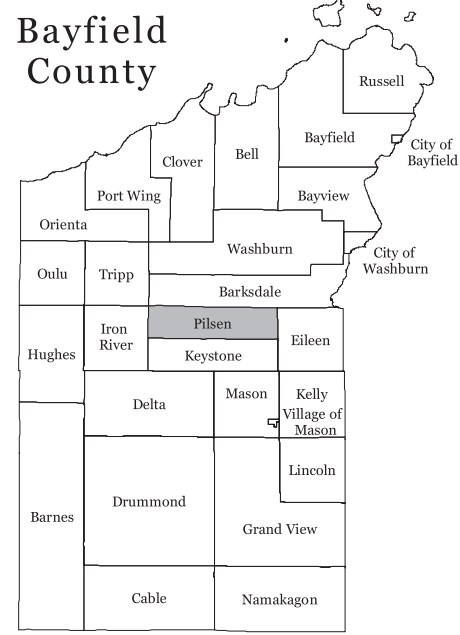 Bayfield
County
Russell
Bayfield
City of
Bayfield
Clover
Bell
Port Wing
Bayview
Orienta
Washburn
City of
Washburn
Oulu
Tripp
Barksdale
Pilsen
Iron
River
Eileen
Hughes
Keystone
Mason
Kelly
Delta
Village of
Mason
Lincoln
Drummond
Barnes
Grand View
Cable
Namakagon